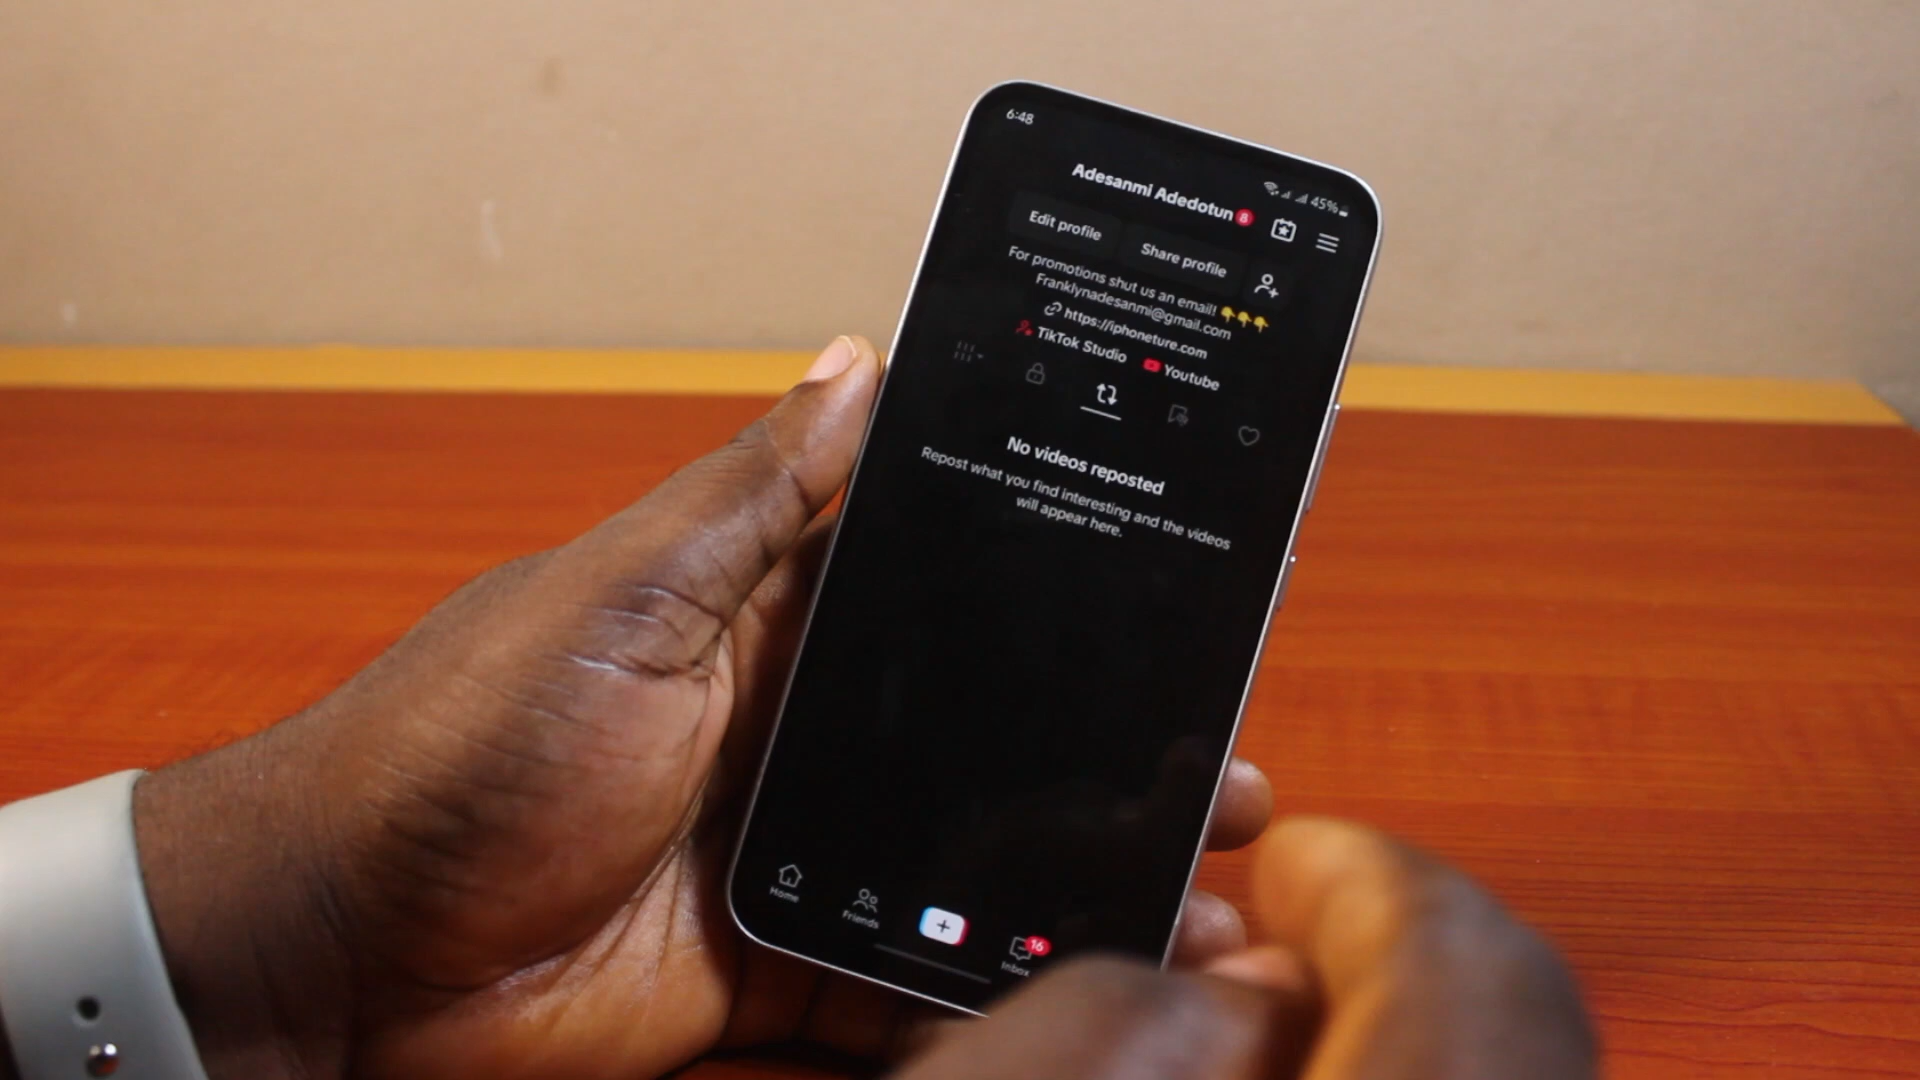 6:48
45%
Adesanmi Adedotun 8
Edit profile
Share profile
For promotions shut us an email! 👇👇👇
Franklynadesanmi@gmail.com
https://iphoneture.com
TikTok Studio
Youtube
No videos reposted
Repost what you find interesting and the videos
will appear here.
Home
Friends
16
Inbox